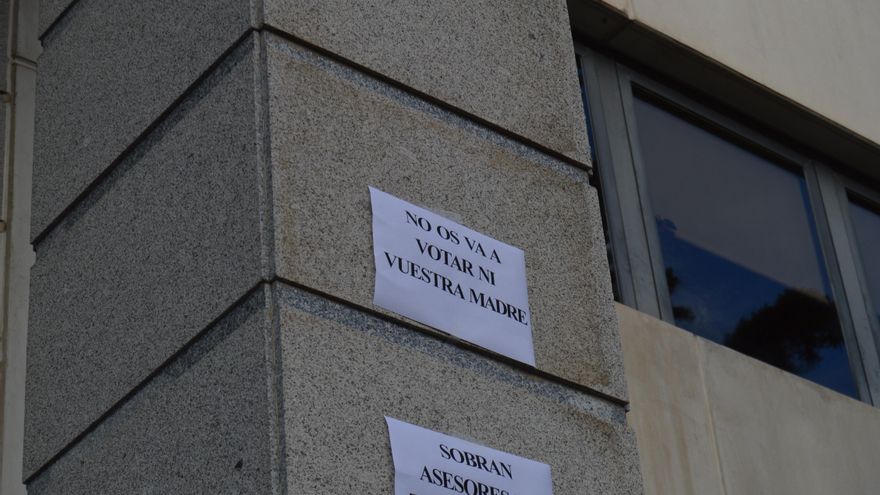 NO OS VA A
VOTAR NI
VUESTRA MADRE
SOBRAN
ASESORES